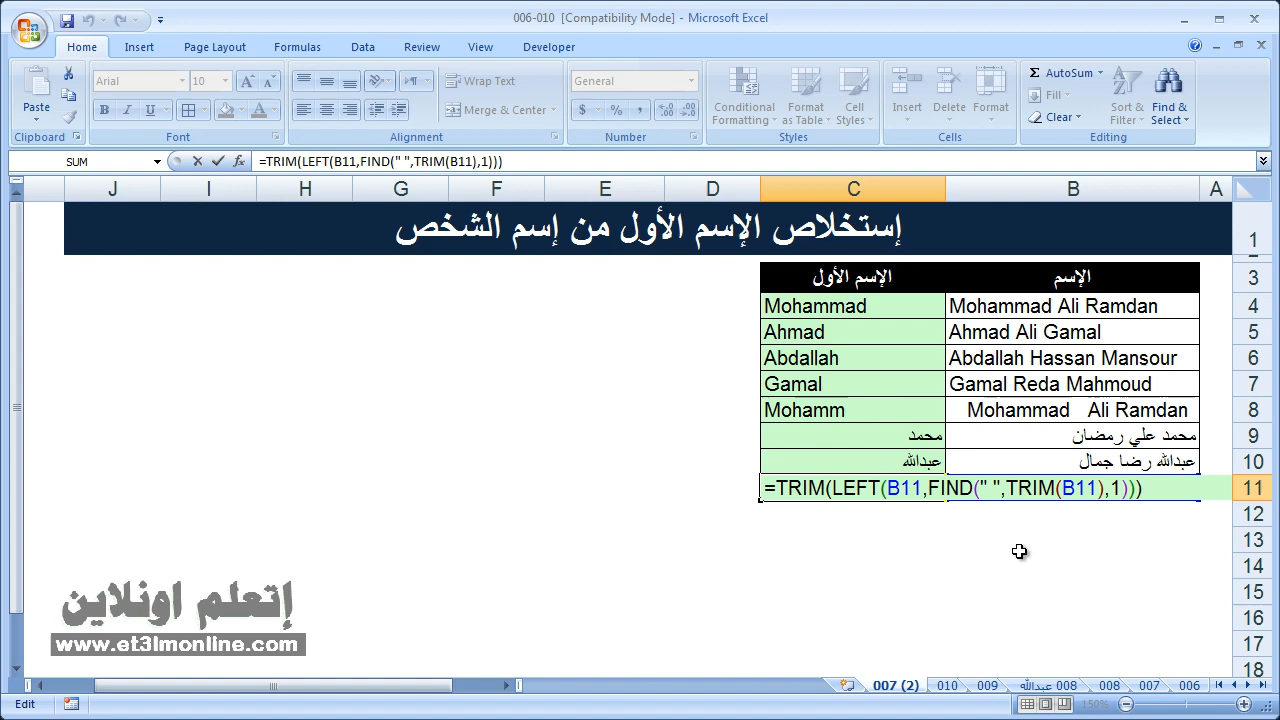 006-010 [Compatibility Mode] - Microsoft Excel
Home Insert Page Layout Formulas Data Review View Developer
Paste
Clipboard
Arial 10
Font
Wrap Text
Merge & Center
Alignment
General
Number
Conditional Formatting
Format as Table
Cell Styles
Styles
Insert Delete Format
Cells
AutoSum
Fill
Clear
Sort & Filter
Find & Select
Editing
SUM =TRIM(LEFT(B11,FIND(" ",TRIM(B11),1)))
J I H G F E D C B A
إستخلاص الإسم الأول من إسم الشخص 1
الإسم الإسم الأول 3
Mohammad Mohammad Ali Ramdan 4
Ahmad Ahmad Ali Gamal 5
Abdallah Abdallah Hassan Mansour 6
Gamal Gamal Reda Mahmoud 7
Mohamm Mohammad Ali Ramdan 8
محمد علي رمضان محمد 9
عبدالله رضا جمال عبدالله 10
=TRIM(LEFT(B11,FIND(" ",TRIM(B11),1))) 11
12
13
14
15
16
17
18
إتعلم اونلاين
www.et3lmonline.com
007 (2) 010 009 008 عبدالله 008 007 006
Edit 150%